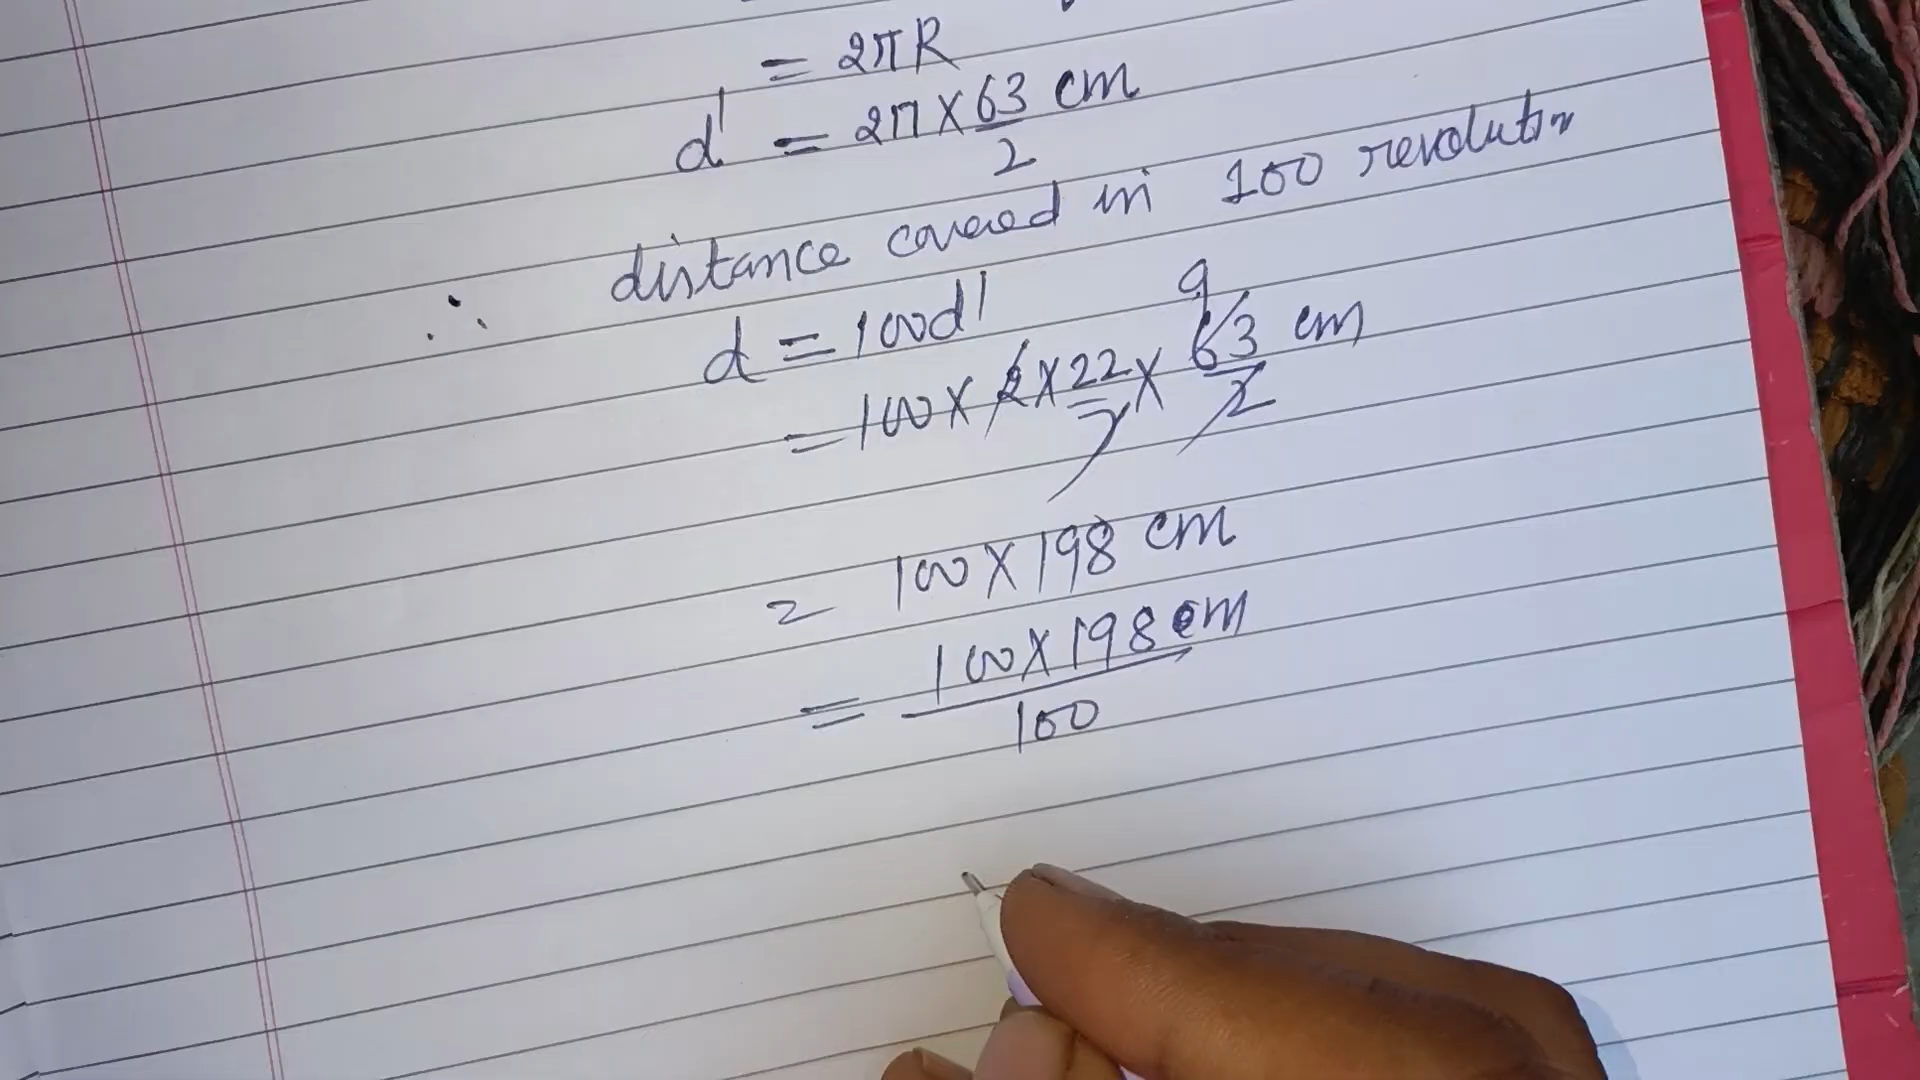 = 2πR
d' = 2π × 63/2 cm
∴ distance covered in 100 revolutin
d = 100d'
= 100 × 2 × 22/7 × 63/2 cm 9
= 100 × 198 cm
= 100 × 198 cm / 100